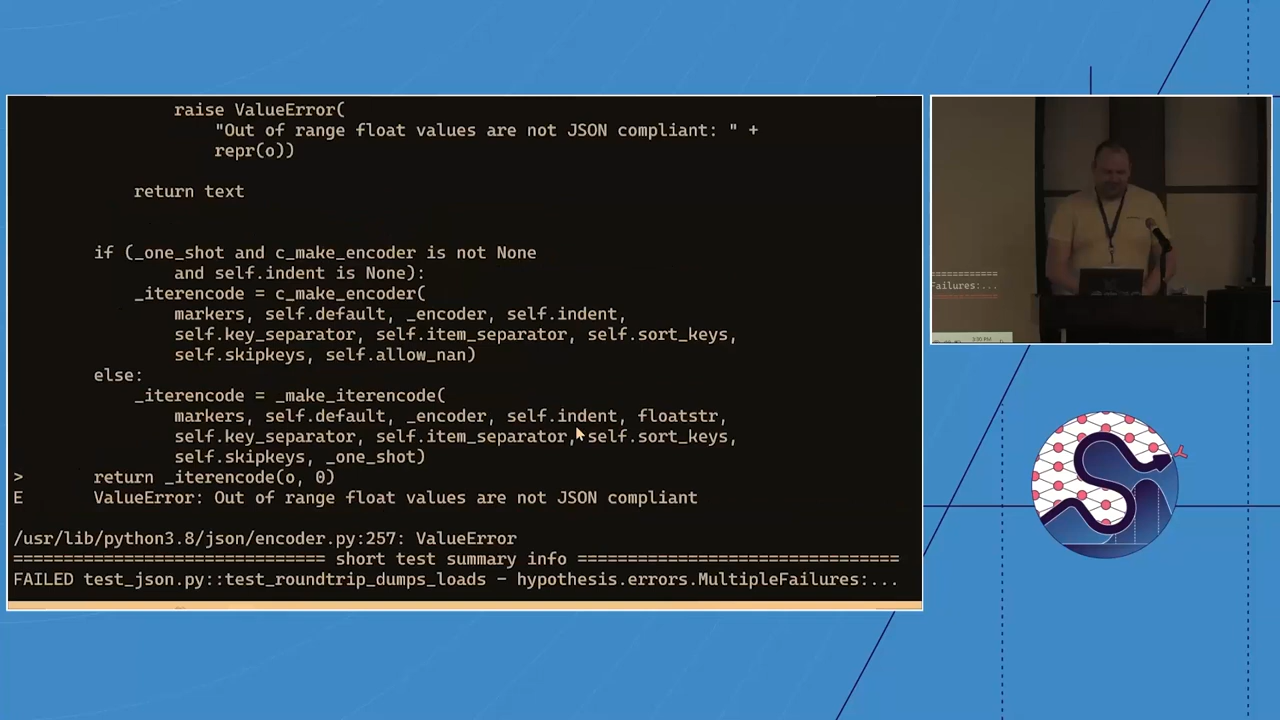 raise ValueError(
"Out of range float values are not JSON compliant: " +
repr(o))
return text
if (_one_shot and c_make_encoder is not None
and self.indent is None):
_iterencode = c_make_encoder(
markers, self.default, _encoder, self.indent,
self.key_separator, self.item_separator, self.sort_keys,
self.skipkeys, self.allow_nan)
else:
_iterencode = _make_iterencode(
markers, self.default, _encoder, self.indent, floatstr,
self.key_separator, self.item_separator, self.sort_keys,
self.skipkeys, _one_shot)
> return _iterencode(o, 0)
E ValueError: Out of range float values are not JSON compliant
/usr/lib/python3.8/json/encoder.py:257: ValueError
=============================== short test summary info ================================
FAILED test_json.py::test_roundtrip_dumps_loads - hypothesis.errors.MultipleFailures:...
============
Failures:...